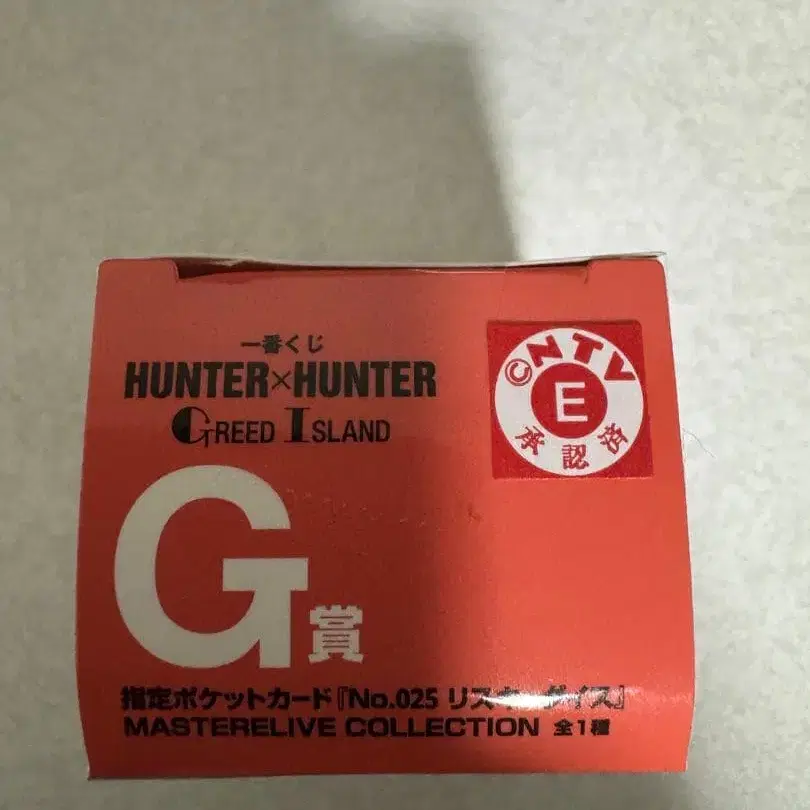 一番くじ
HUNTER×HUNTER
GREED ISLAND
©NTV
E
承認済
G賞
指定ポケットカード『No.025 リスキーダイス』
MASTERELIVE COLLECTION 全1種